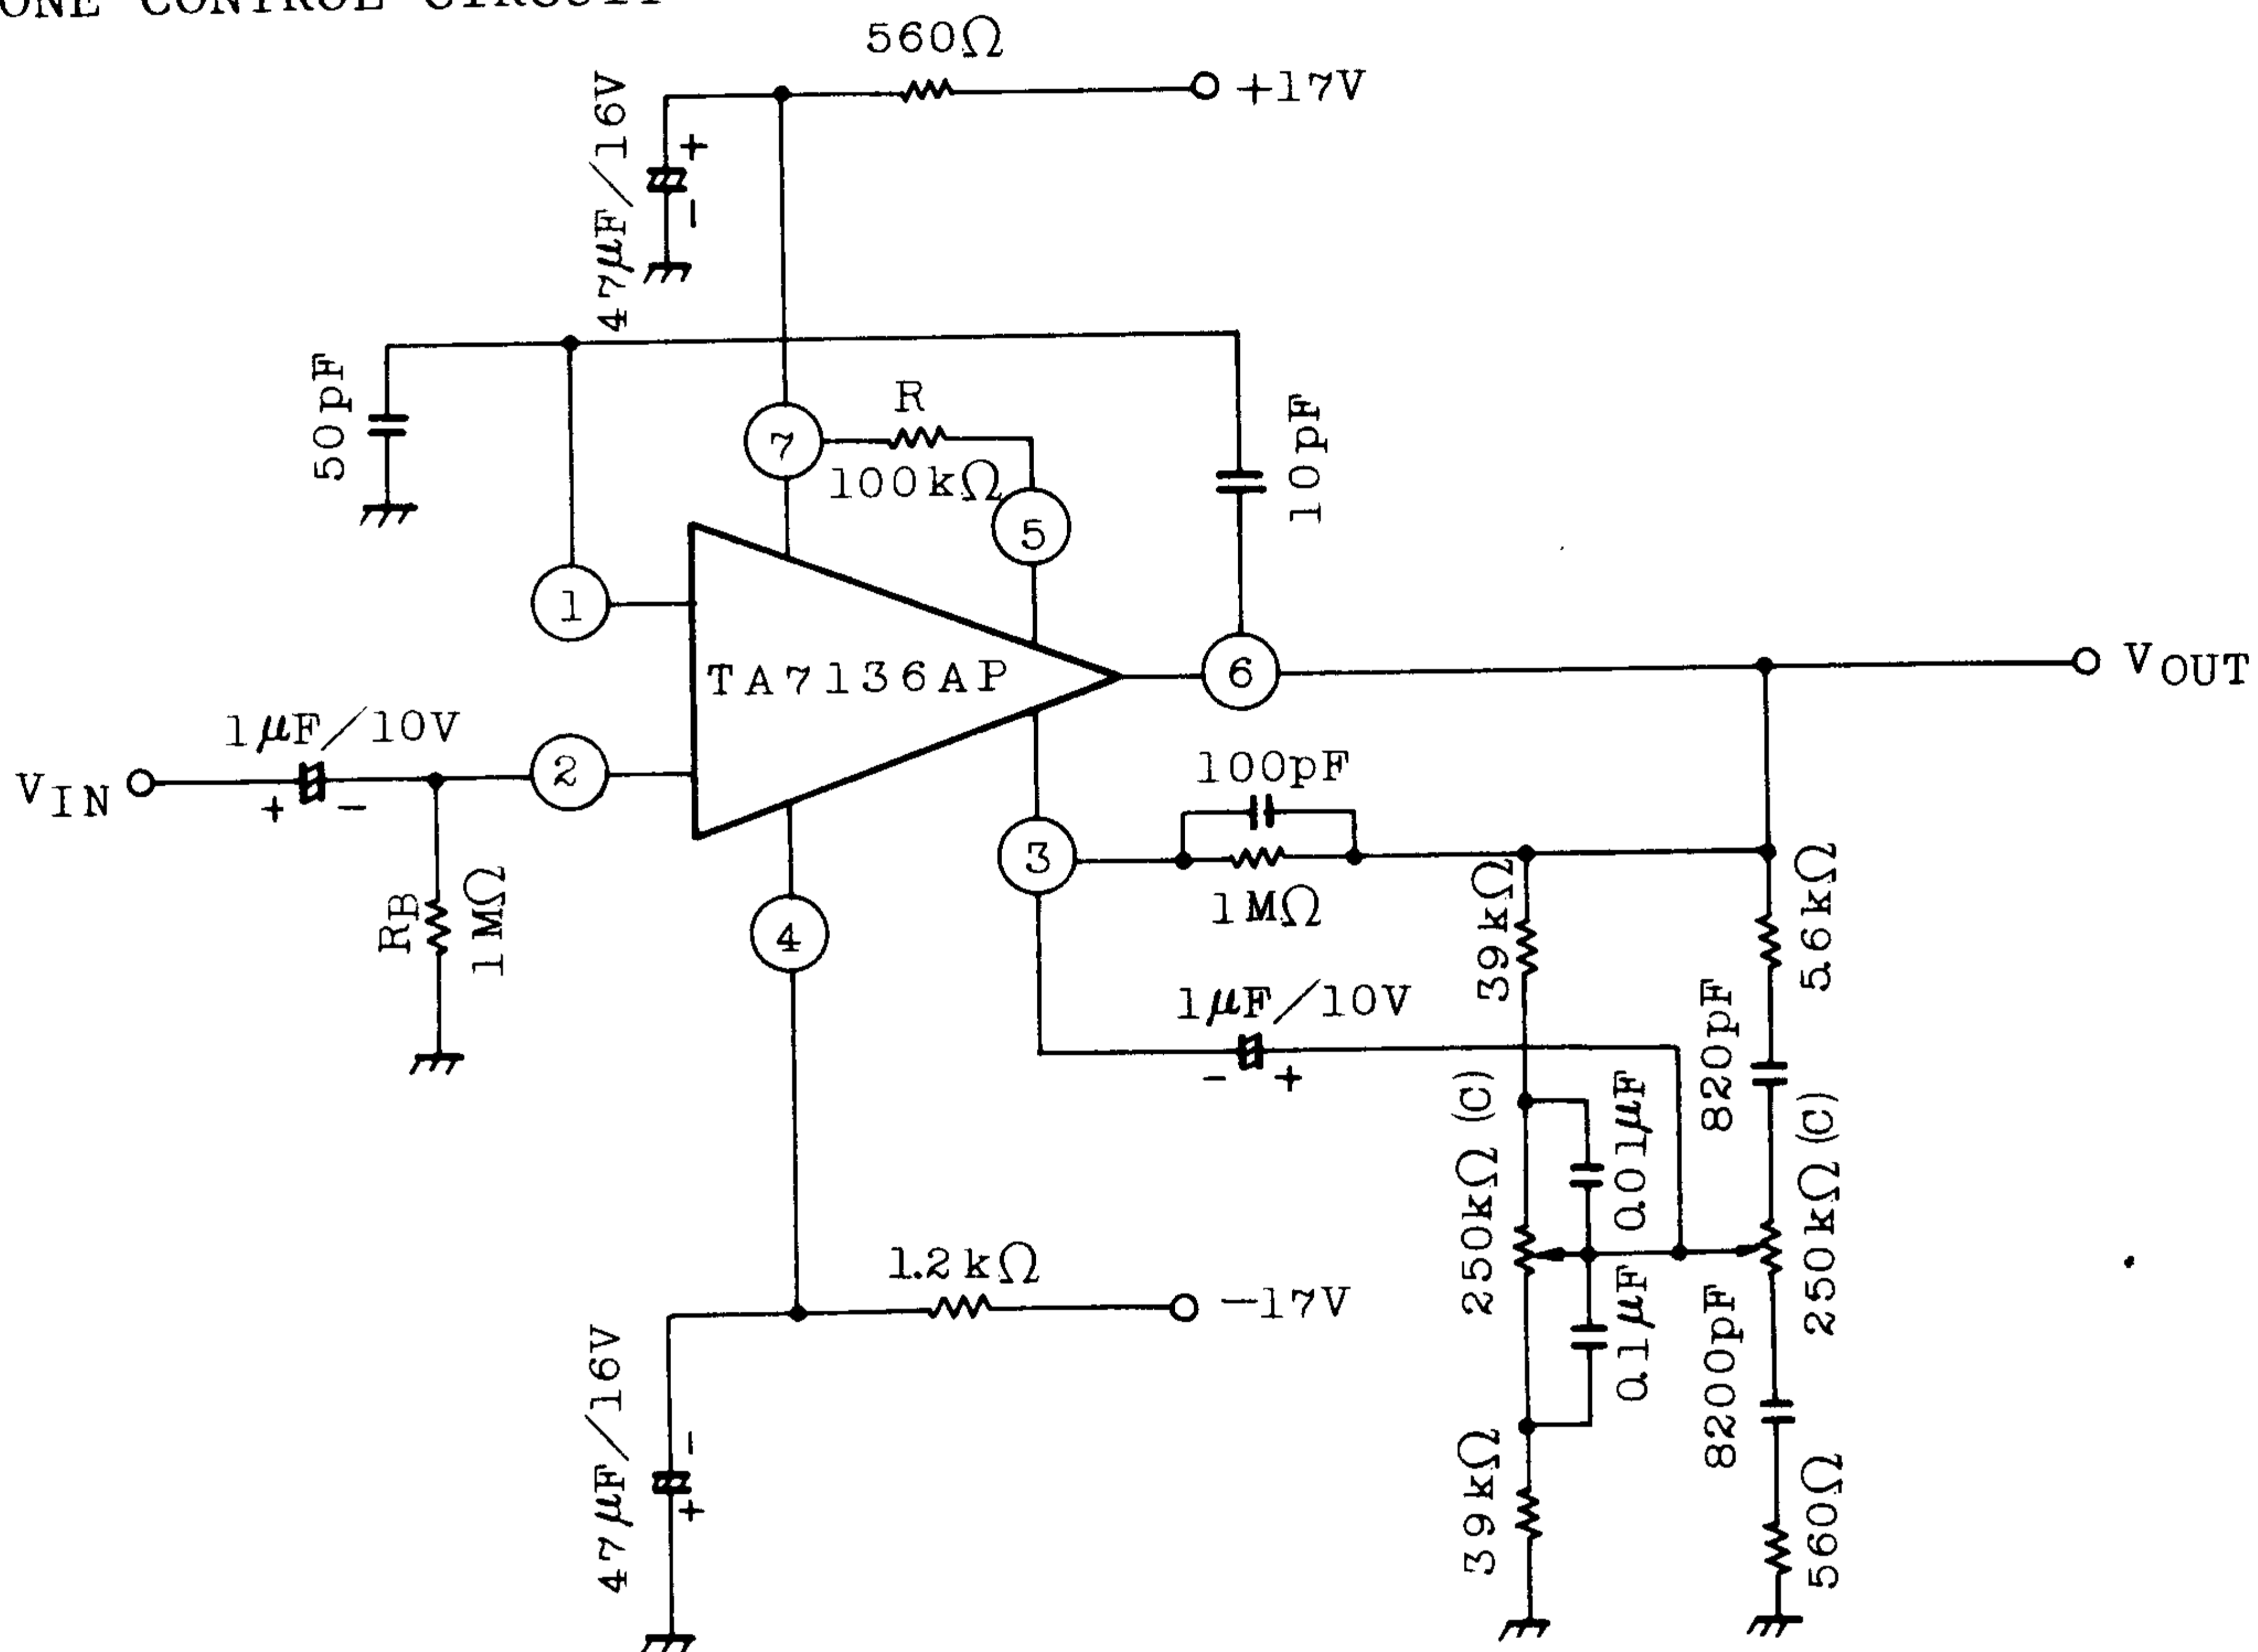 ONE CONTROL CIRCUIT
560Ω
+17V
47μF/16V
+
-
50pF
R
7
100kΩ
5
10pF
1
TA7136AP
6
VOUT
1μF/10V
VIN
+ -
2
RB
1MΩ
100pF
3
1MΩ
4
39kΩ
5.6kΩ
1μF/10V
- +
820pF
250kΩ (C)
0.01μF
250kΩ (C)
1.2kΩ
-17V
0.1μF
8200pF
47μF/16V
-
+
39kΩ
560Ω